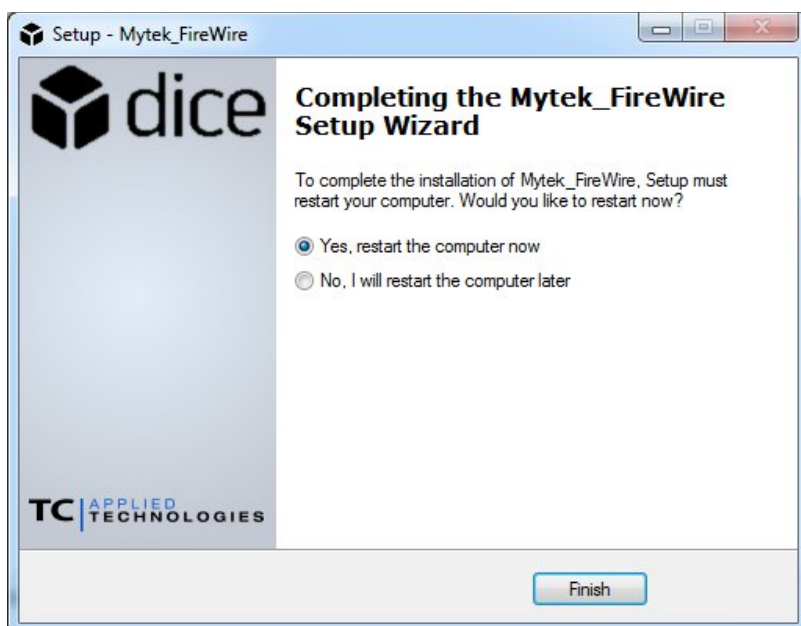 Setup - Mytek_FireWire
dice
Completing the Mytek_FireWire
Setup Wizard
To complete the installation of Mytek_FireWire, Setup must
restart your computer. Would you like to restart now?
Yes, restart the computer now
No, I will restart the computer later
TC APPLIED
TECHNOLOGIES
Finish